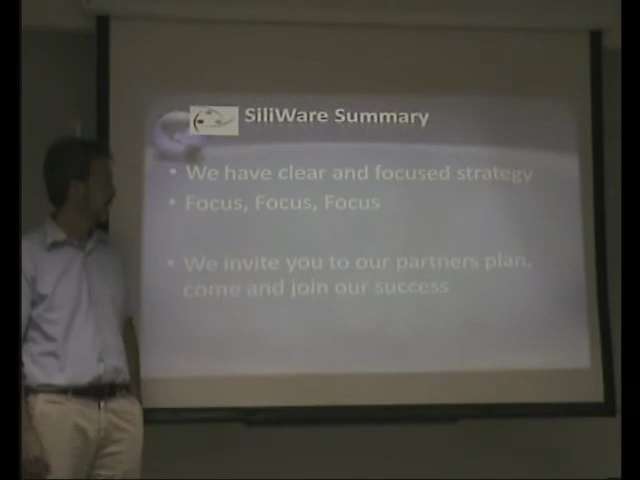 SiliWare Summary
• We have clear and focused strategy
• Focus, Focus, Focus
• We invite you to our partners plan,
come and join our success